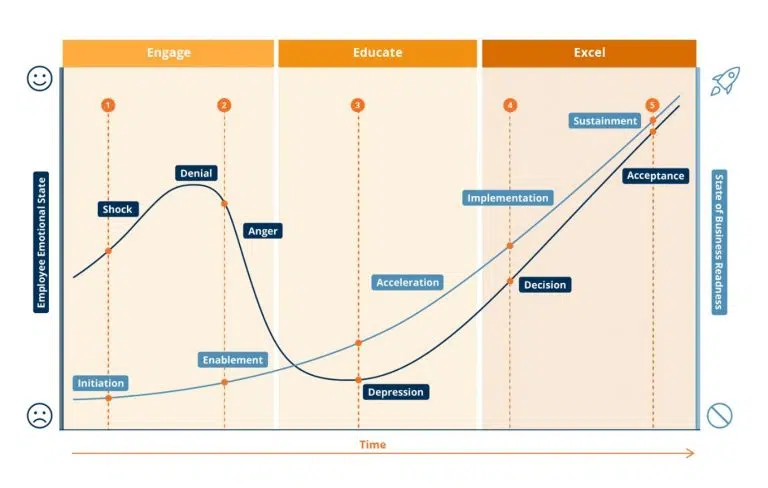 Engage
Educate
Excel
1
2
3
4
5
Sustainment
Denial
Acceptance
Implementation
Shock
Anger
Employee Emotional State
State of Business Readness
Acceleration
Decision
Enablement
Initiation
Depression
Time